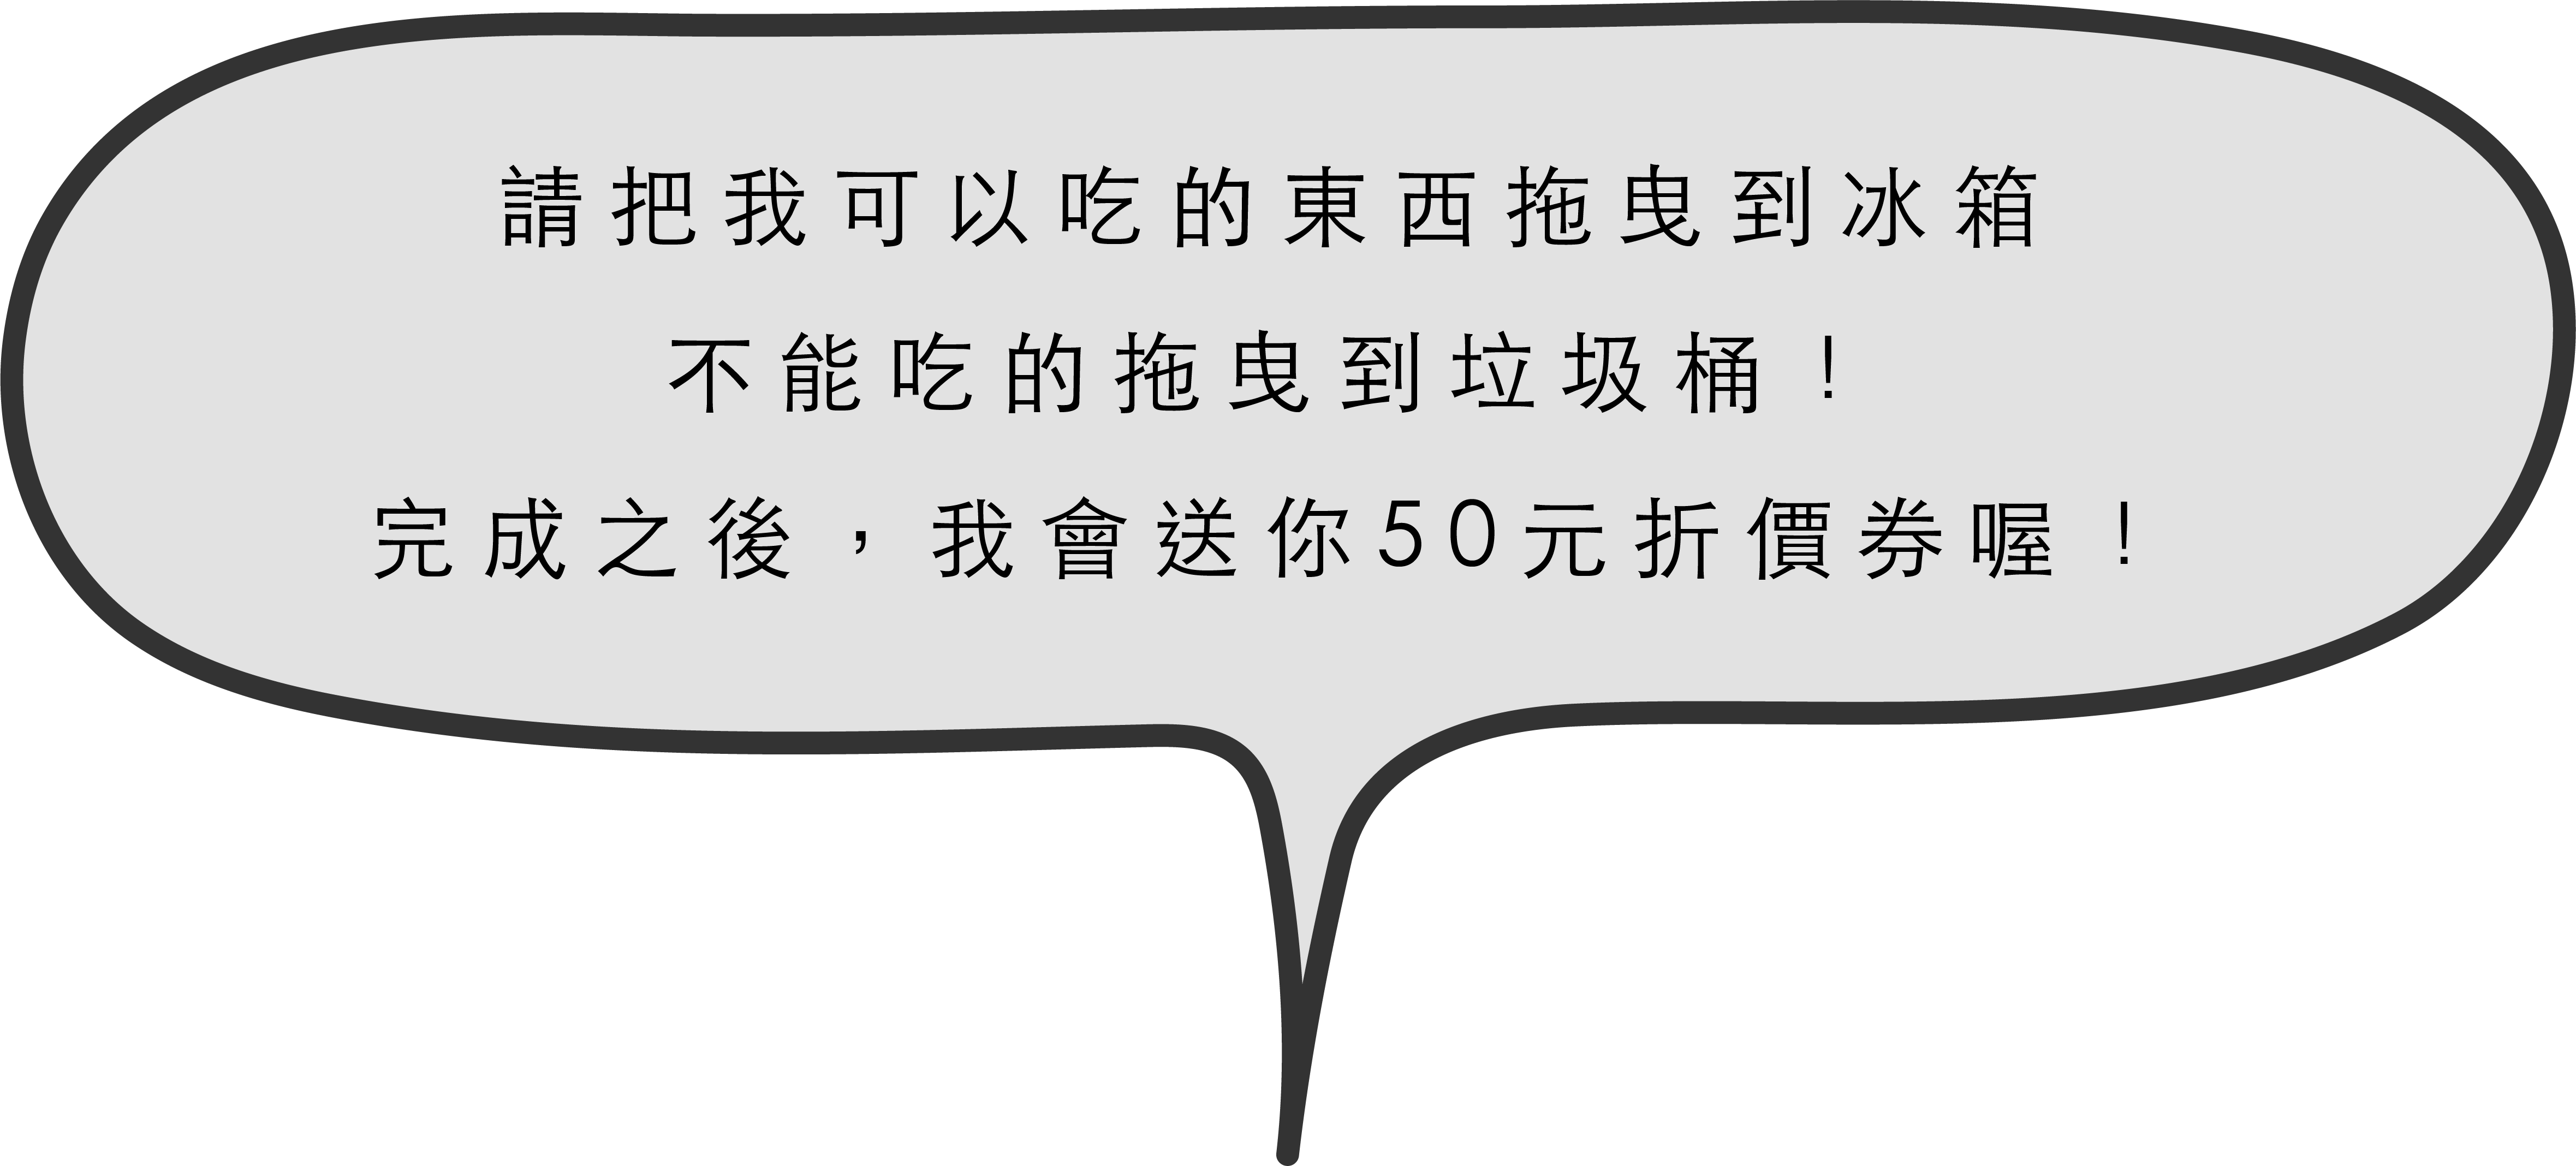 請把我可以吃的東西拖曳到冰箱
不能吃的拖曳到垃圾桶！
完成之後，我會送你50元折價券喔！